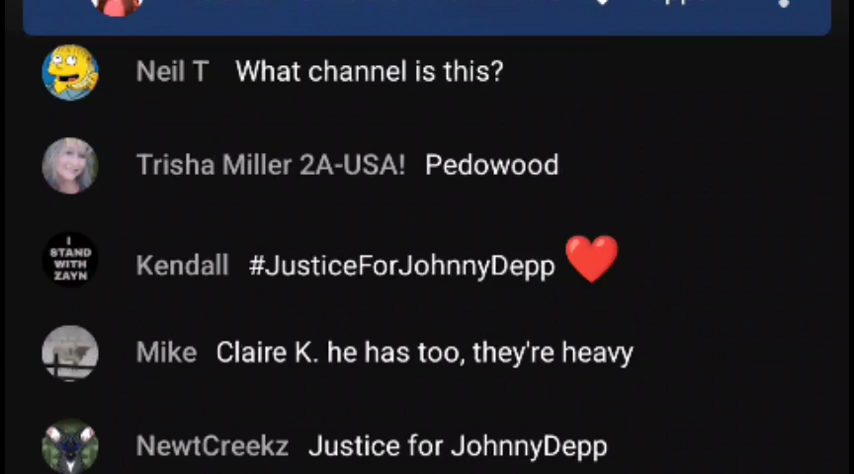 Neil T What channel is this?
Trisha Miller 2A-USA! Pedowood
I
STAND
WITH
ZAYN
Kendall #JusticeForJohnnyDepp ❤️
Mike Claire K. he has too, they're heavy
NewtCreekz Justice for JohnnyDepp